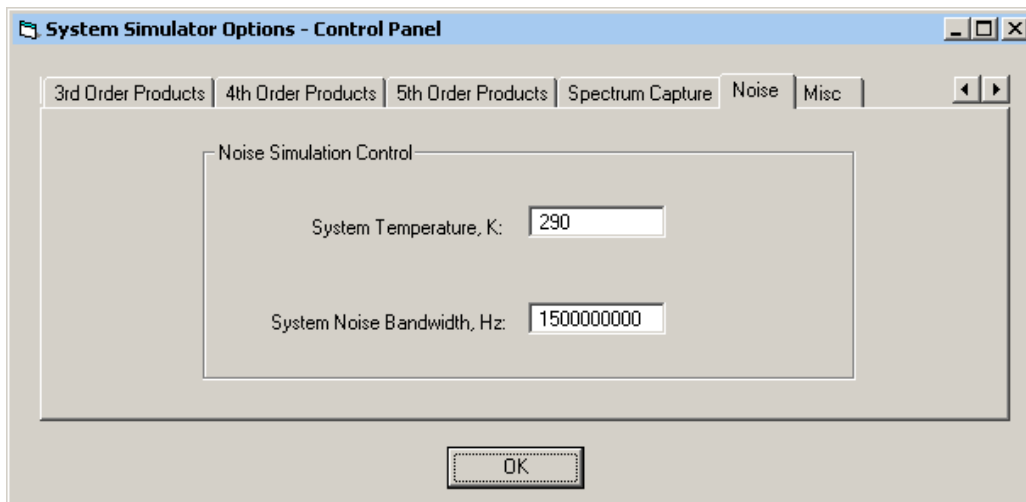 System Simulator Options - Control Panel
3rd Order Products 4th Order Products 5th Order Products Spectrum Capture Noise Misc
Noise Simulation Control
System Temperature, K: 290
System Noise Bandwidth, Hz: 1500000000
OK